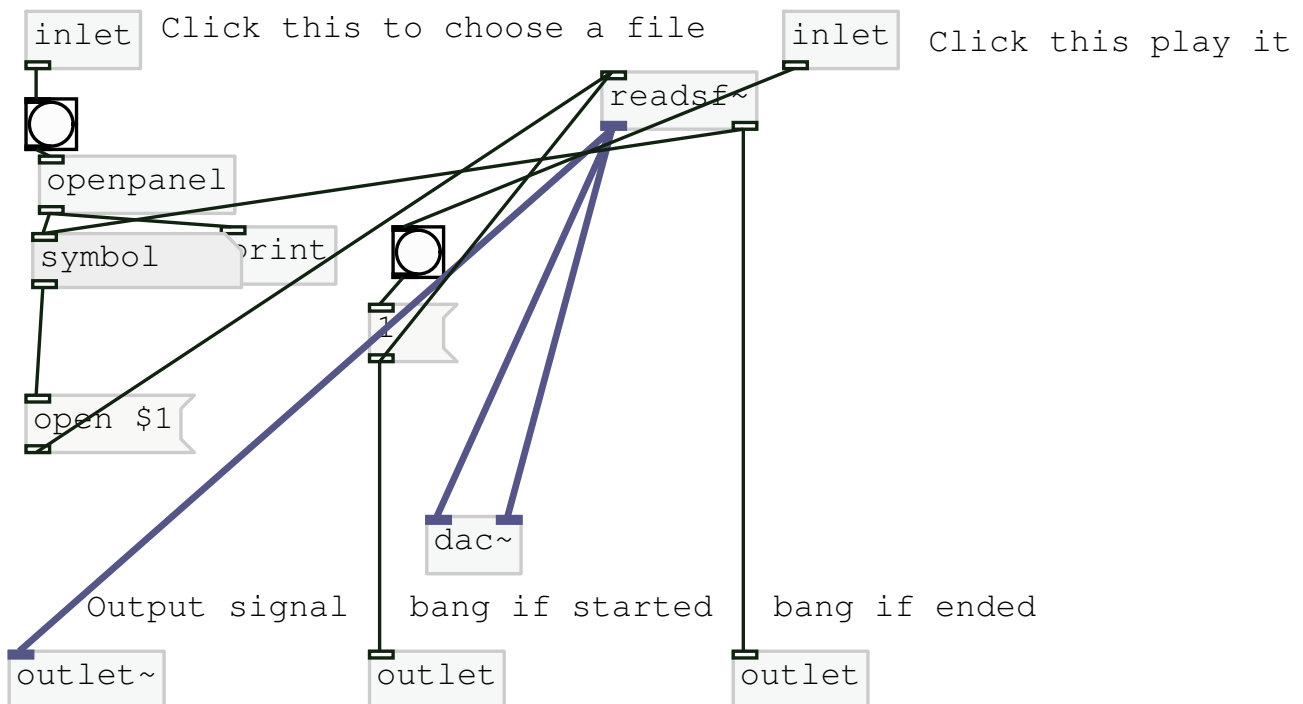 inlet
Click this to choose a file
inlet
Click this play it
readsf~
openpanel
symbol
print
1
open $1
dac~
Output signal
bang if started
bang if ended
outlet~
outlet
outlet